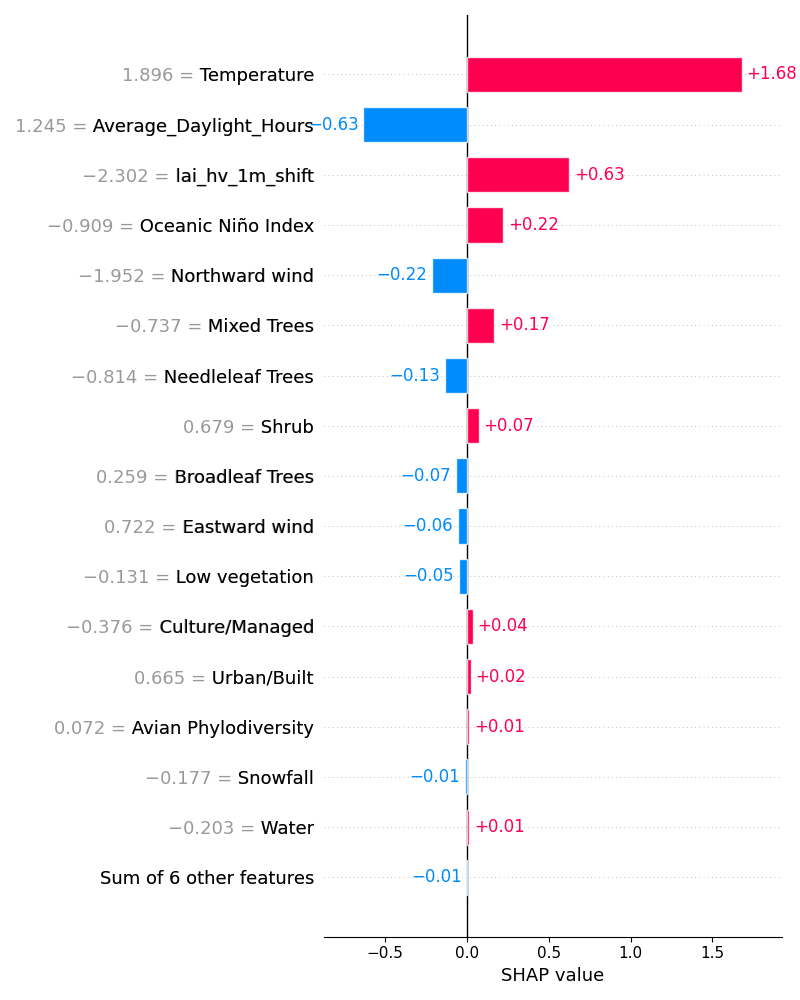 1.896 = Temperature +1.68
1.245 = Average_Daylight_Hours −0.63
−2.302 = lai_hv_1m_shift +0.63
−0.909 = Oceanic Niño Index +0.22
−1.952 = Northward wind −0.22
−0.737 = Mixed Trees +0.17
−0.814 = Needleleaf Trees −0.13
0.679 = Shrub +0.07
0.259 = Broadleaf Trees −0.07
0.722 = Eastward wind −0.06
−0.131 = Low vegetation −0.05
−0.376 = Culture/Managed +0.04
0.665 = Urban/Built +0.02
0.072 = Avian Phylodiversity +0.01
−0.177 = Snowfall −0.01
−0.203 = Water +0.01
Sum of 6 other features −0.01
−0.5 0.0 0.5 1.0 1.5
SHAP value